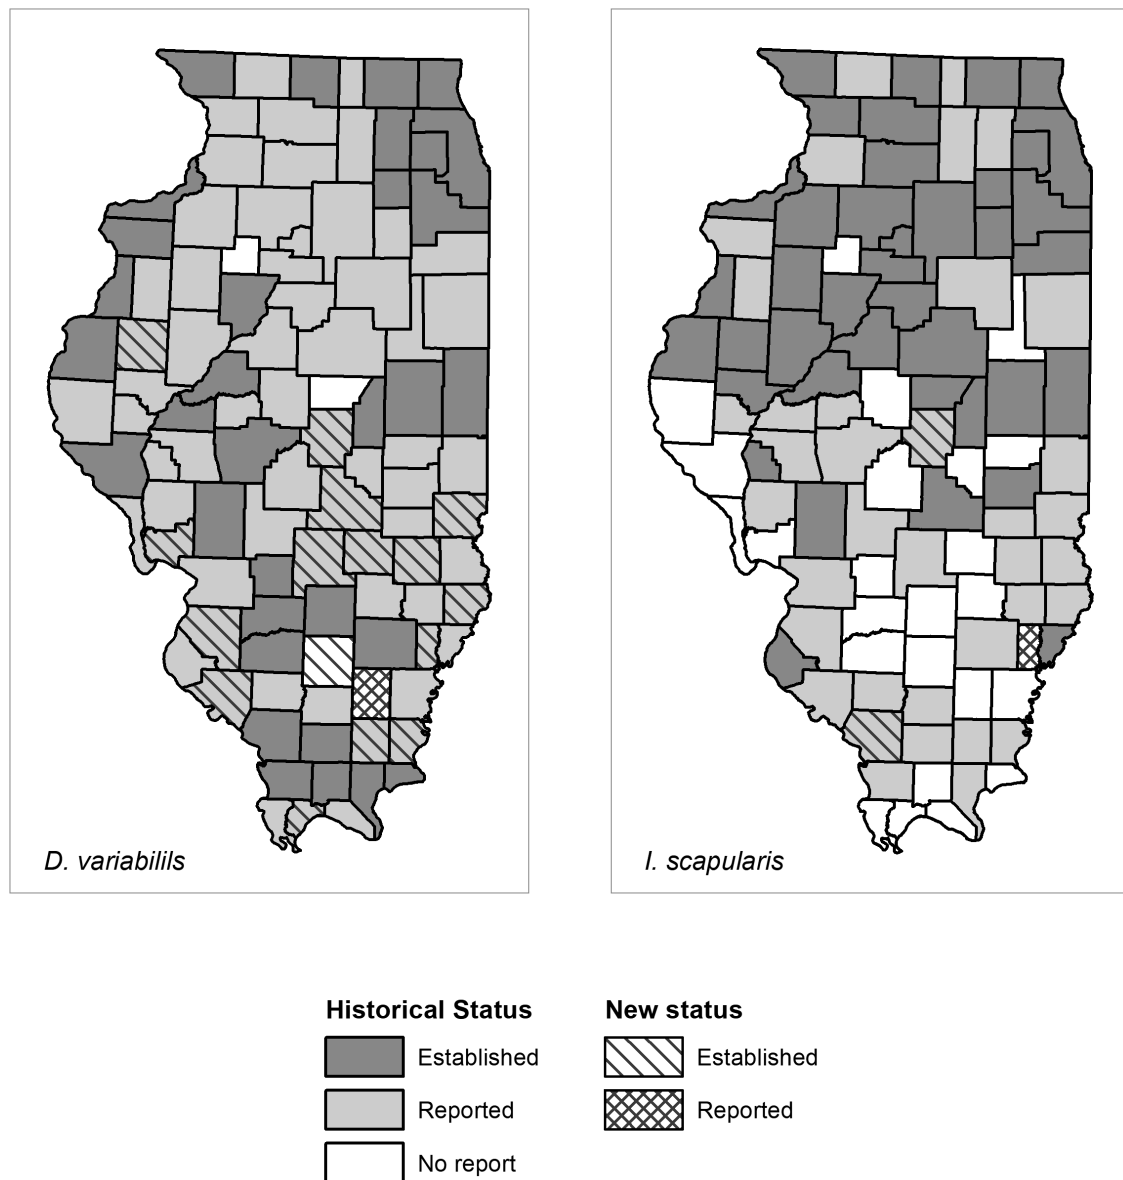 D. variabilils
I. scapularis
Historical Status
New status
Established
Established
Reported
Reported
No report